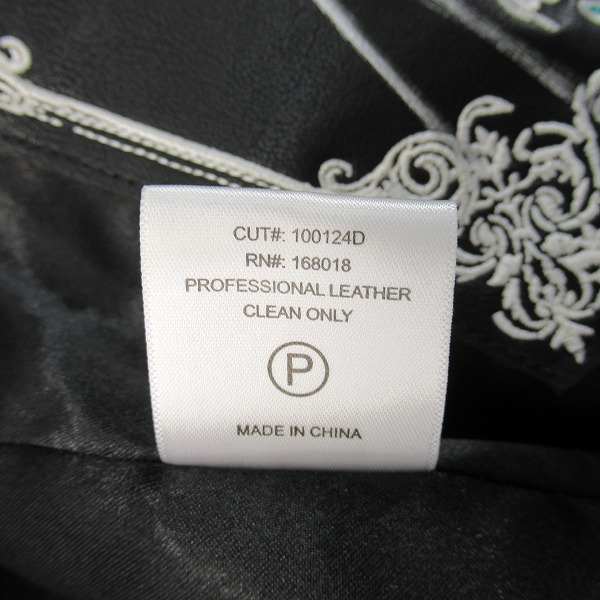 CUT#: 100124D
RN#: 168018
PROFESSIONAL LEATHER
CLEAN ONLY
P
MADE IN CHINA